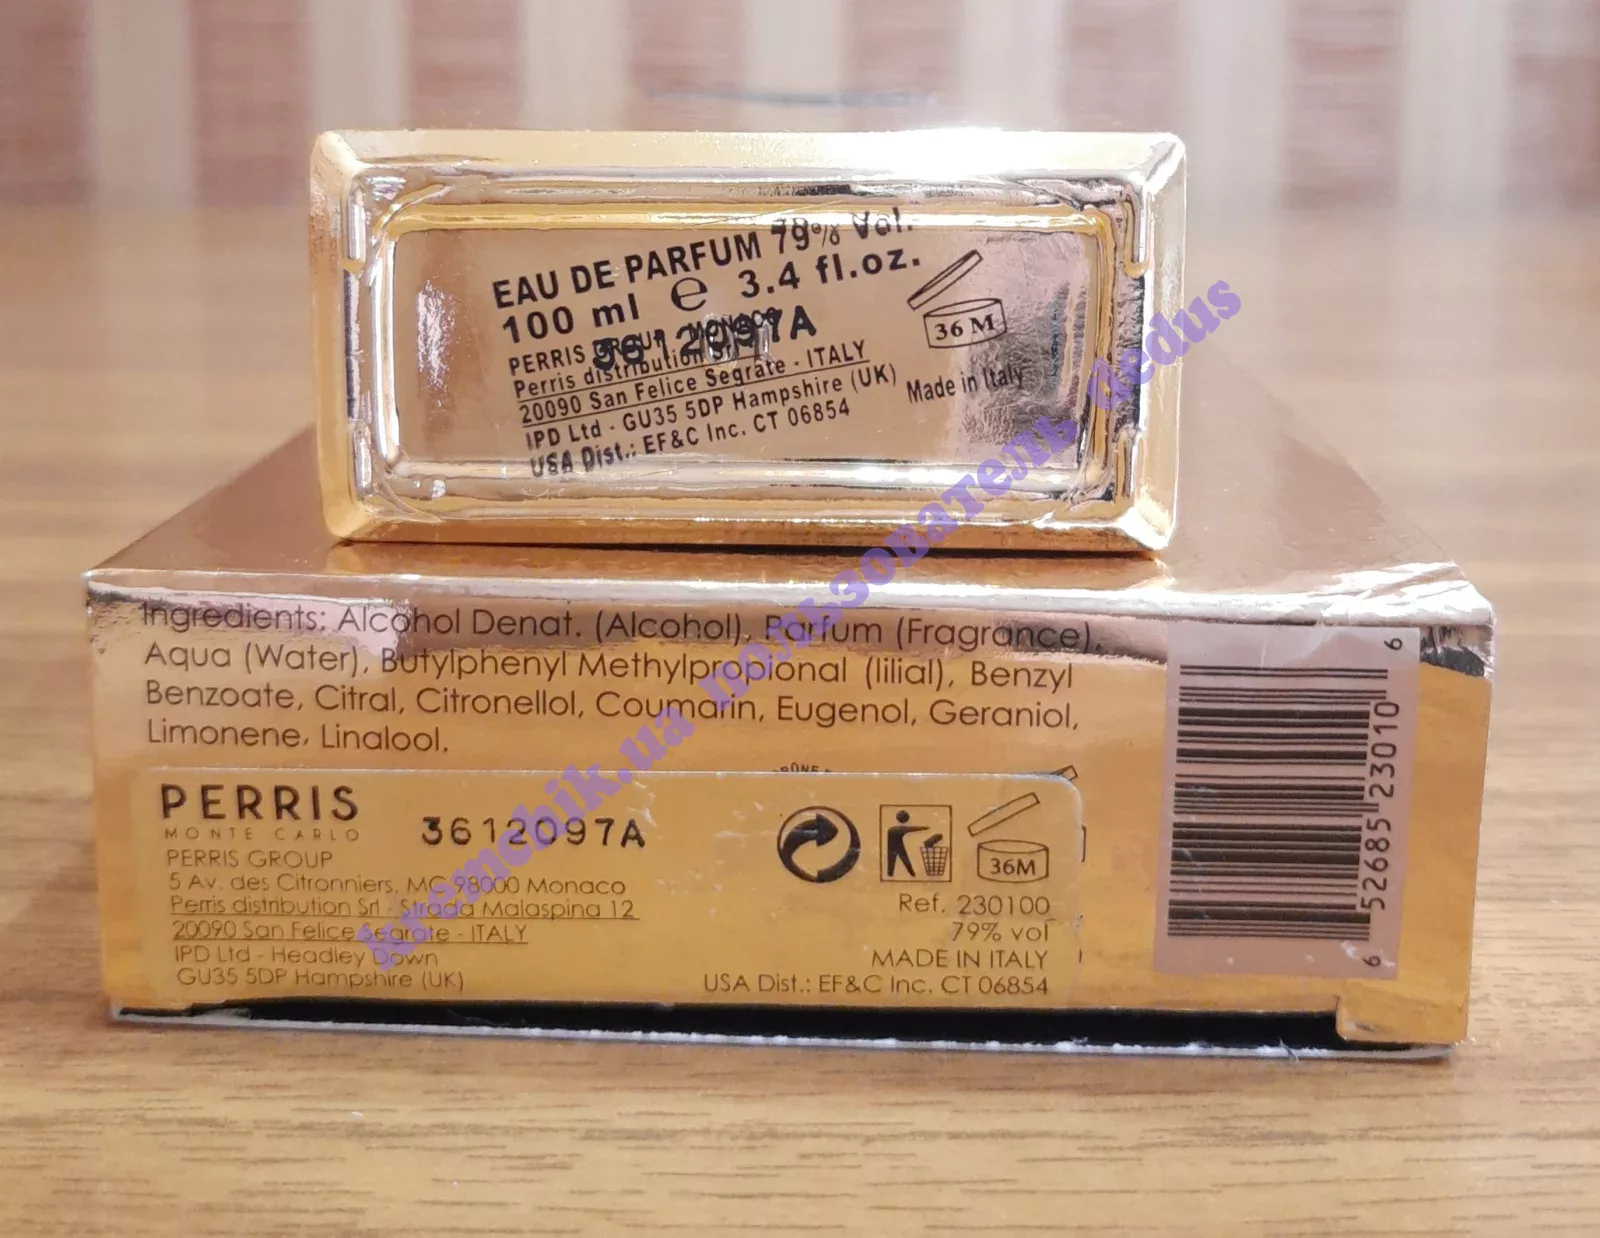 EAU DE PARFUM 79% Vol.
100 ml e 3.4 fl.oz.
3612097A
PERRIS GROUP MONACO
Perris distribution Srl
20090 San Felice Segrate - ITALY
IPD Ltd - GU35 5DP Hampshire (UK)
USA Dist.: EF&C Inc. CT 06854
36 M
Made in Italy
Ingredients: Alcohol Denat. (Alcohol), Parfum (Fragrance),
Aqua (Water), Butylphenyl Methylpropional (lilial), Benzyl
Benzoate, Citral, Citronellol, Coumarin, Eugenol, Geraniol,
Limonene, Linalool.
PERRIS
MONTE CARLO
3612097A
PERRIS GROUP
5 Av. des Citronniers, MC 98000 Monaco
Perris distribution Srl - Strada Malaspina 12
20090 San Felice Segrate - ITALY
IPD Ltd - Headley Down
GU35 5DP Hampshire (UK)
36M
Ref. 230100
79% vol
MADE IN ITALY
USA Dist.: EF&C Inc. CT 06854
6 52685 23010 6
kremchik.ua пользователь dedus